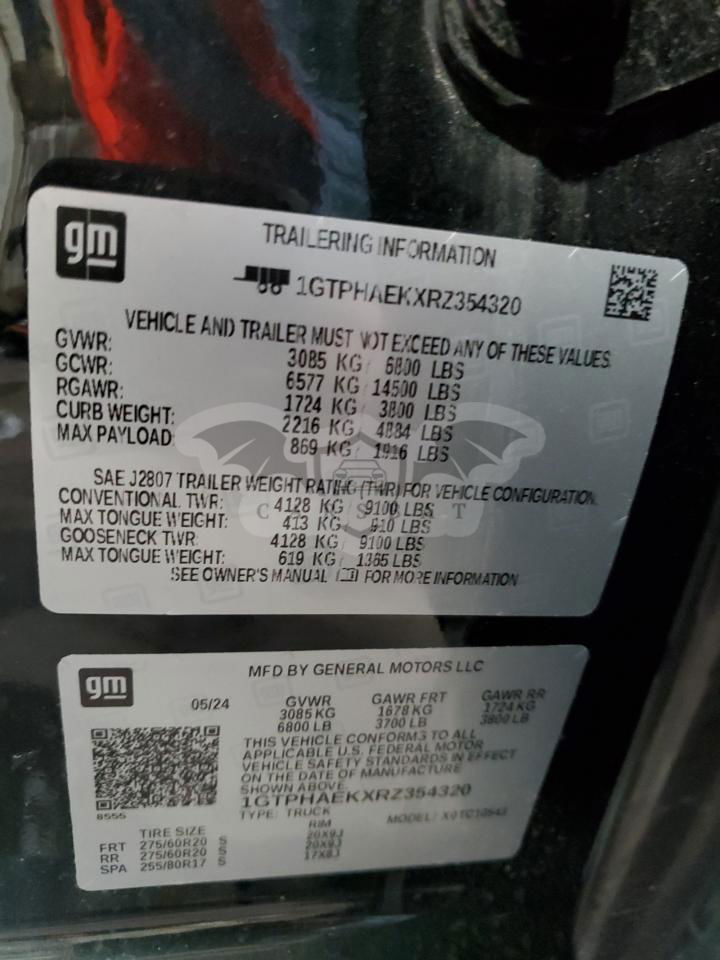 gm
TRAILERING INFORMATION
1GTPHAEKXRZ354320
VEHICLE AND TRAILER MUST NOT EXCEED ANY OF THESE VALUES.
GVWR: 3085 KG / 6800 LBS
GCWR: 6577 KG / 14500 LBS
RGAWR: 1724 KG / 3800 LBS
CURB WEIGHT: 2216 KG / 4884 LBS
MAX PAYLOAD: 869 KG / 1916 LBS
SAE J2807 TRAILER WEIGHT RATING (TWR) FOR VEHICLE CONFIGURATION.
CONVENTIONAL TWR: 4128 KG / 9100 LBS
MAX TONGUE WEIGHT: 413 KG / 910 LBS
GOOSENECK TWR: 4128 KG / 9100 LBS
MAX TONGUE WEIGHT: 619 KG / 1365 LBS
SEE OWNER'S MANUAL FOR MORE INFORMATION
gm
MFD BY GENERAL MOTORS LLC
05/24 GVWR GAWR FRT GAWR RR
3085 KG 1678 KG 1724 KG
6800 LB 3700 LB 3800 LB
THIS VEHICLE CONFORMS TO ALL
APPLICABLE U.S. FEDERAL MOTOR
VEHICLE SAFETY STANDARDS IN EFFECT
ON THE DATE OF MANUFACTURE
SHOWN ABOVE.
1GTPHAEKXRZ354320
TYPE: TRUCK MODEL:
8555
TIRE SIZE RIM
FRT 275/60R20 S 20X9J
RR 275/60R20 S 20X9J
SPA 255/80R17 S 17X8J